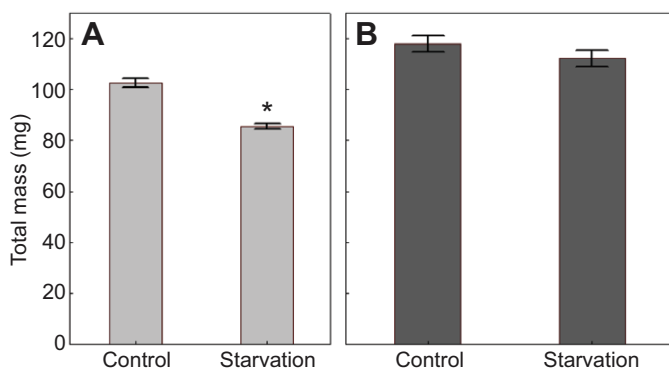 A
B
Total mass (mg)
120
100
80
60
40
20
0
*
Control
Starvation
Control
Starvation